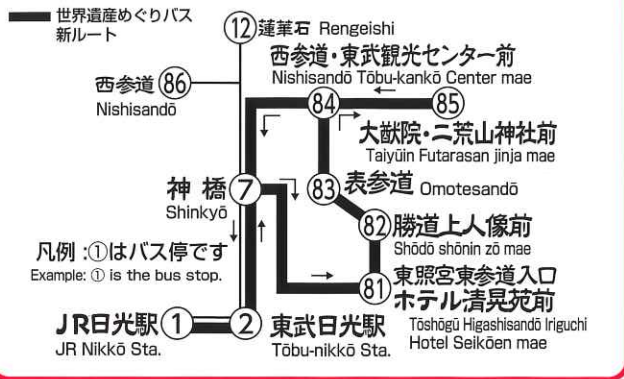 世界遺産めぐりバス
新ルート
⑫蓮華石 Rengeishi
西参道・東武観光センター前
Nishisandō Tōbu-kankō Center mae
西参道 86
Nishisandō
84
85
大猷院・二荒山神社前
Taiyūin Futarasan jinja mae
神橋 7
Shinkyō
83 表参道 Omotesandō
82 勝道上人像前
Shōdō shōnin zō mae
凡例:①はバス停です
Example: ① is the bus stop.
81 東照宮東参道入口
ホテル清晃苑前
Tōshōgū Higashisandō Iriguchi
Hotel Seikōen mae
JR日光駅 ①
JR Nikkō Sta.
② 東武日光駅
Tōbu-nikkō Sta.